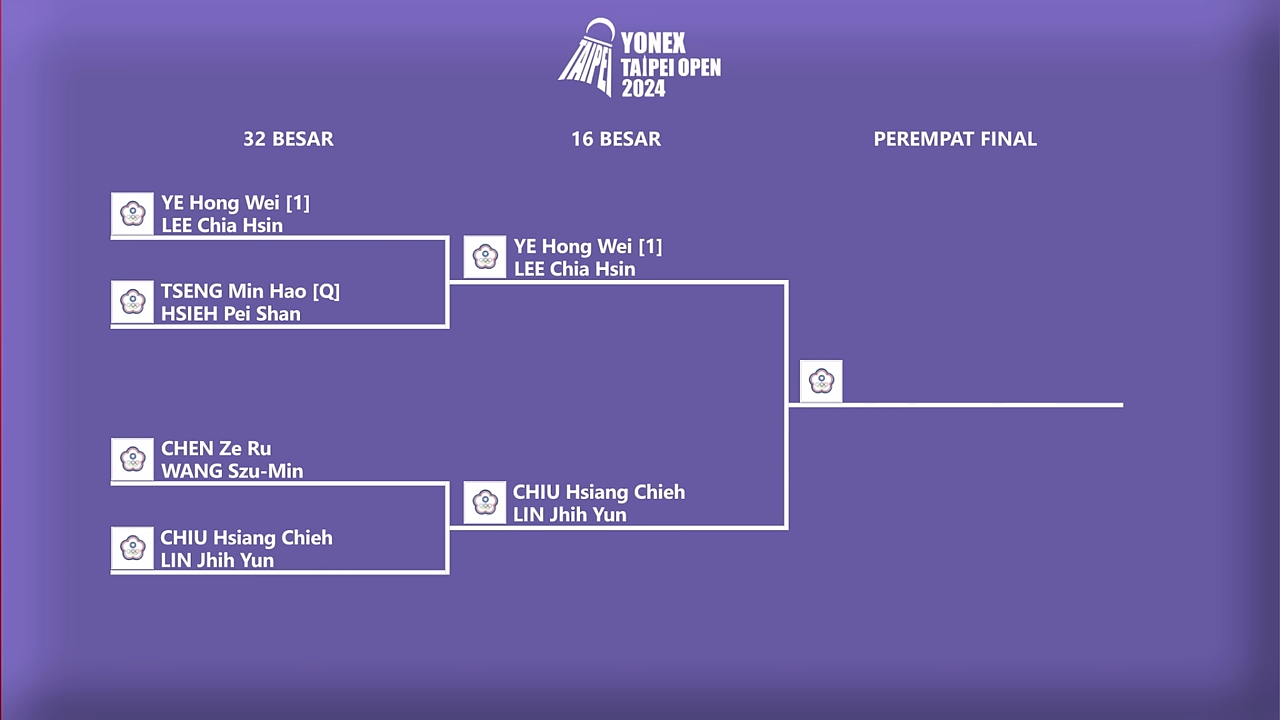 TAIPEI
YONEX
TAIPEI OPEN
2024
32 BESAR
16 BESAR
PEREMPAT FINAL
YE Hong Wei [1]
LEE Chia Hsin
TSENG Min Hao [Q]
HSIEH Pei Shan
CHEN Ze Ru
WANG Szu-Min
CHIU Hsiang Chieh
LIN Jhih Yun
YE Hong Wei [1]
LEE Chia Hsin
CHIU Hsiang Chieh
LIN Jhih Yun